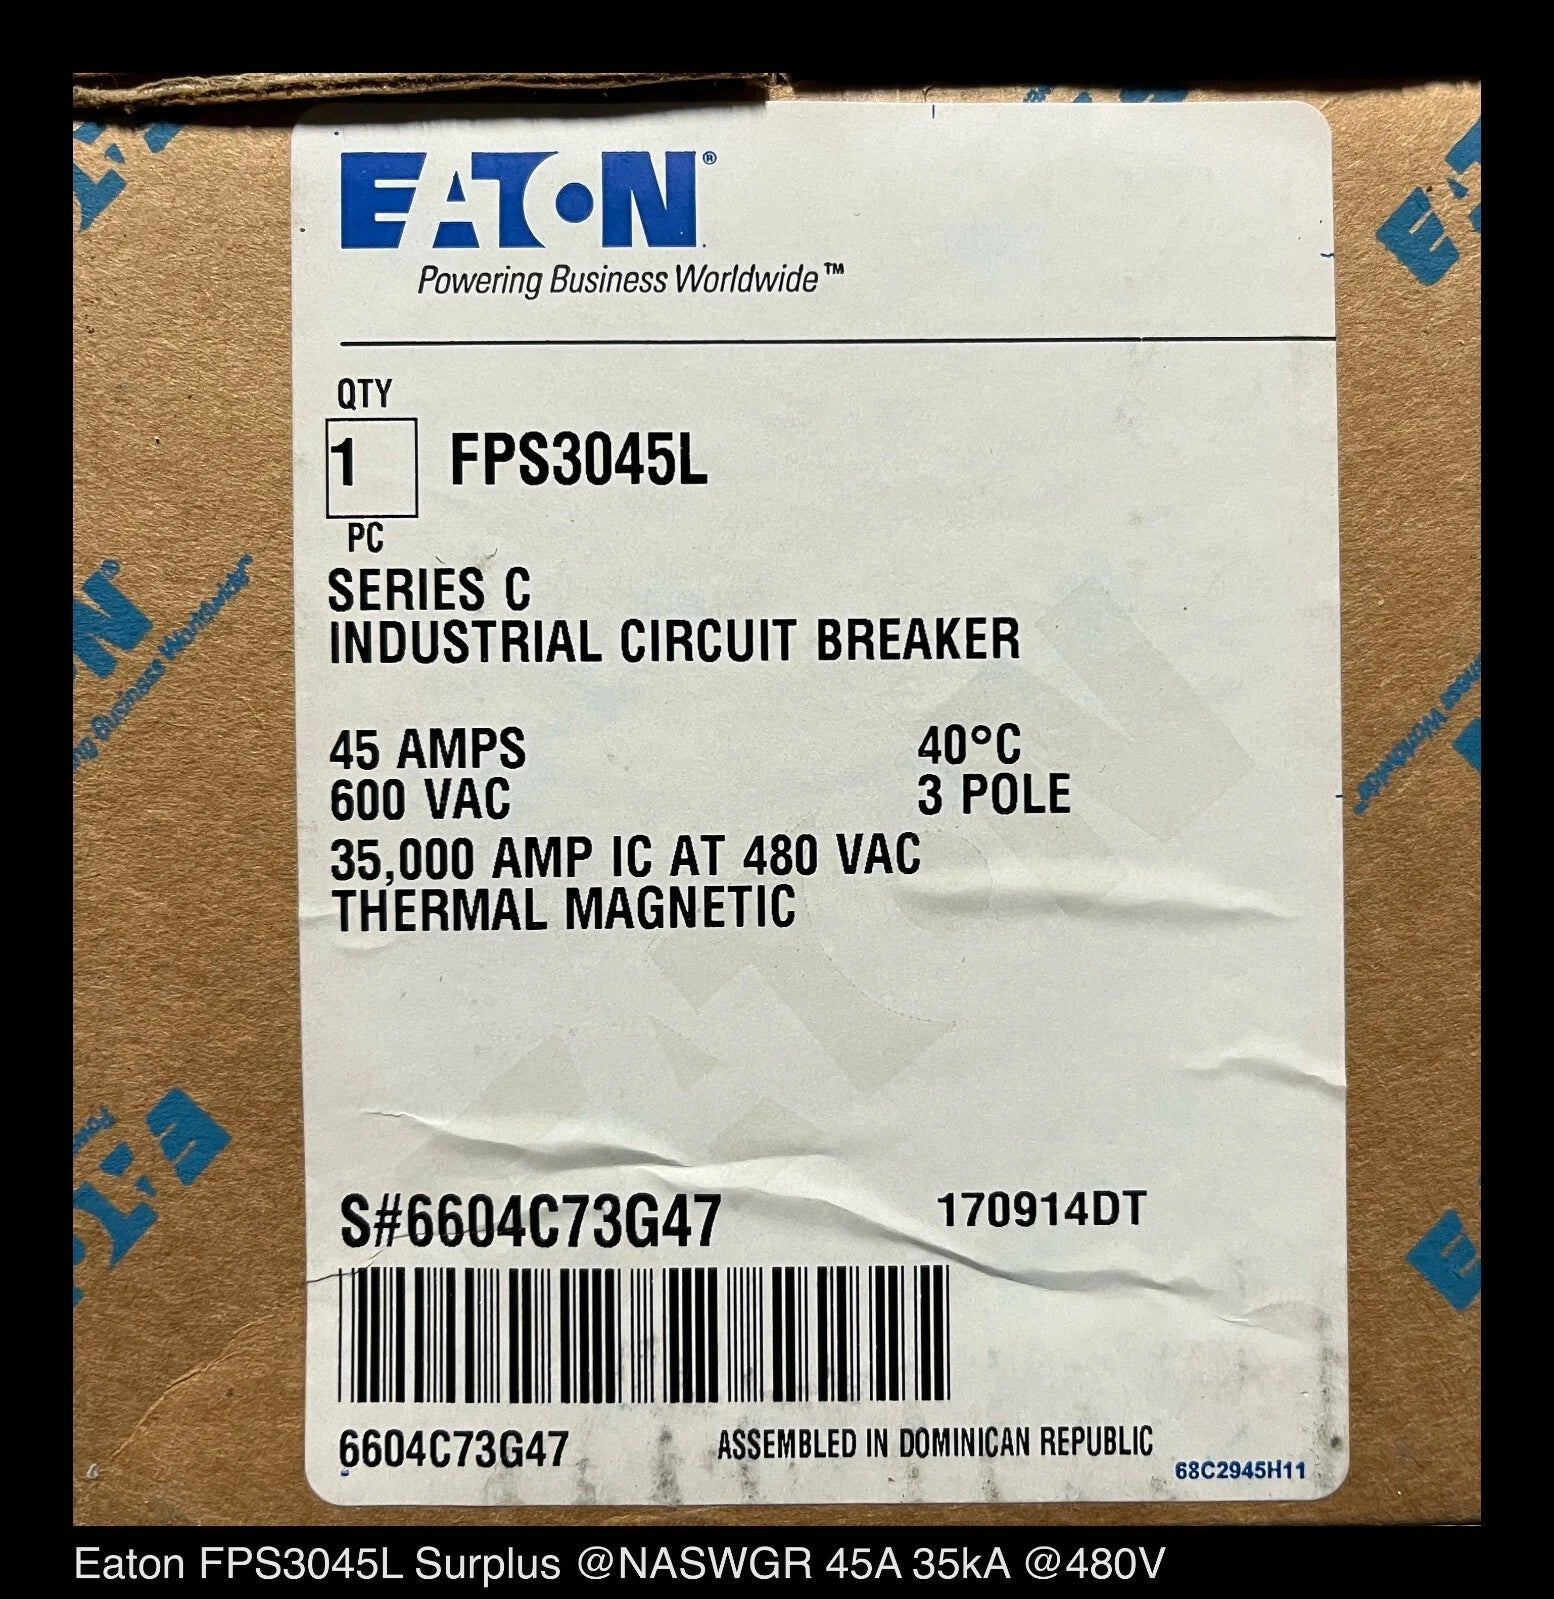 EATON®
Powering Business Worldwide™
QTY
1
FPS3045L
PC
SERIES C
INDUSTRIAL CIRCUIT BREAKER
45 AMPS
40°C
600 VAC
3 POLE
35,000 AMP IC AT 480 VAC
THERMAL MAGNETIC
S#6604C73G47
170914DT
6604C73G47
ASSEMBLED IN DOMINICAN REPUBLIC
68C2945H11
Eaton FPS3045L Surplus @NASWGR 45A 35kA @480V